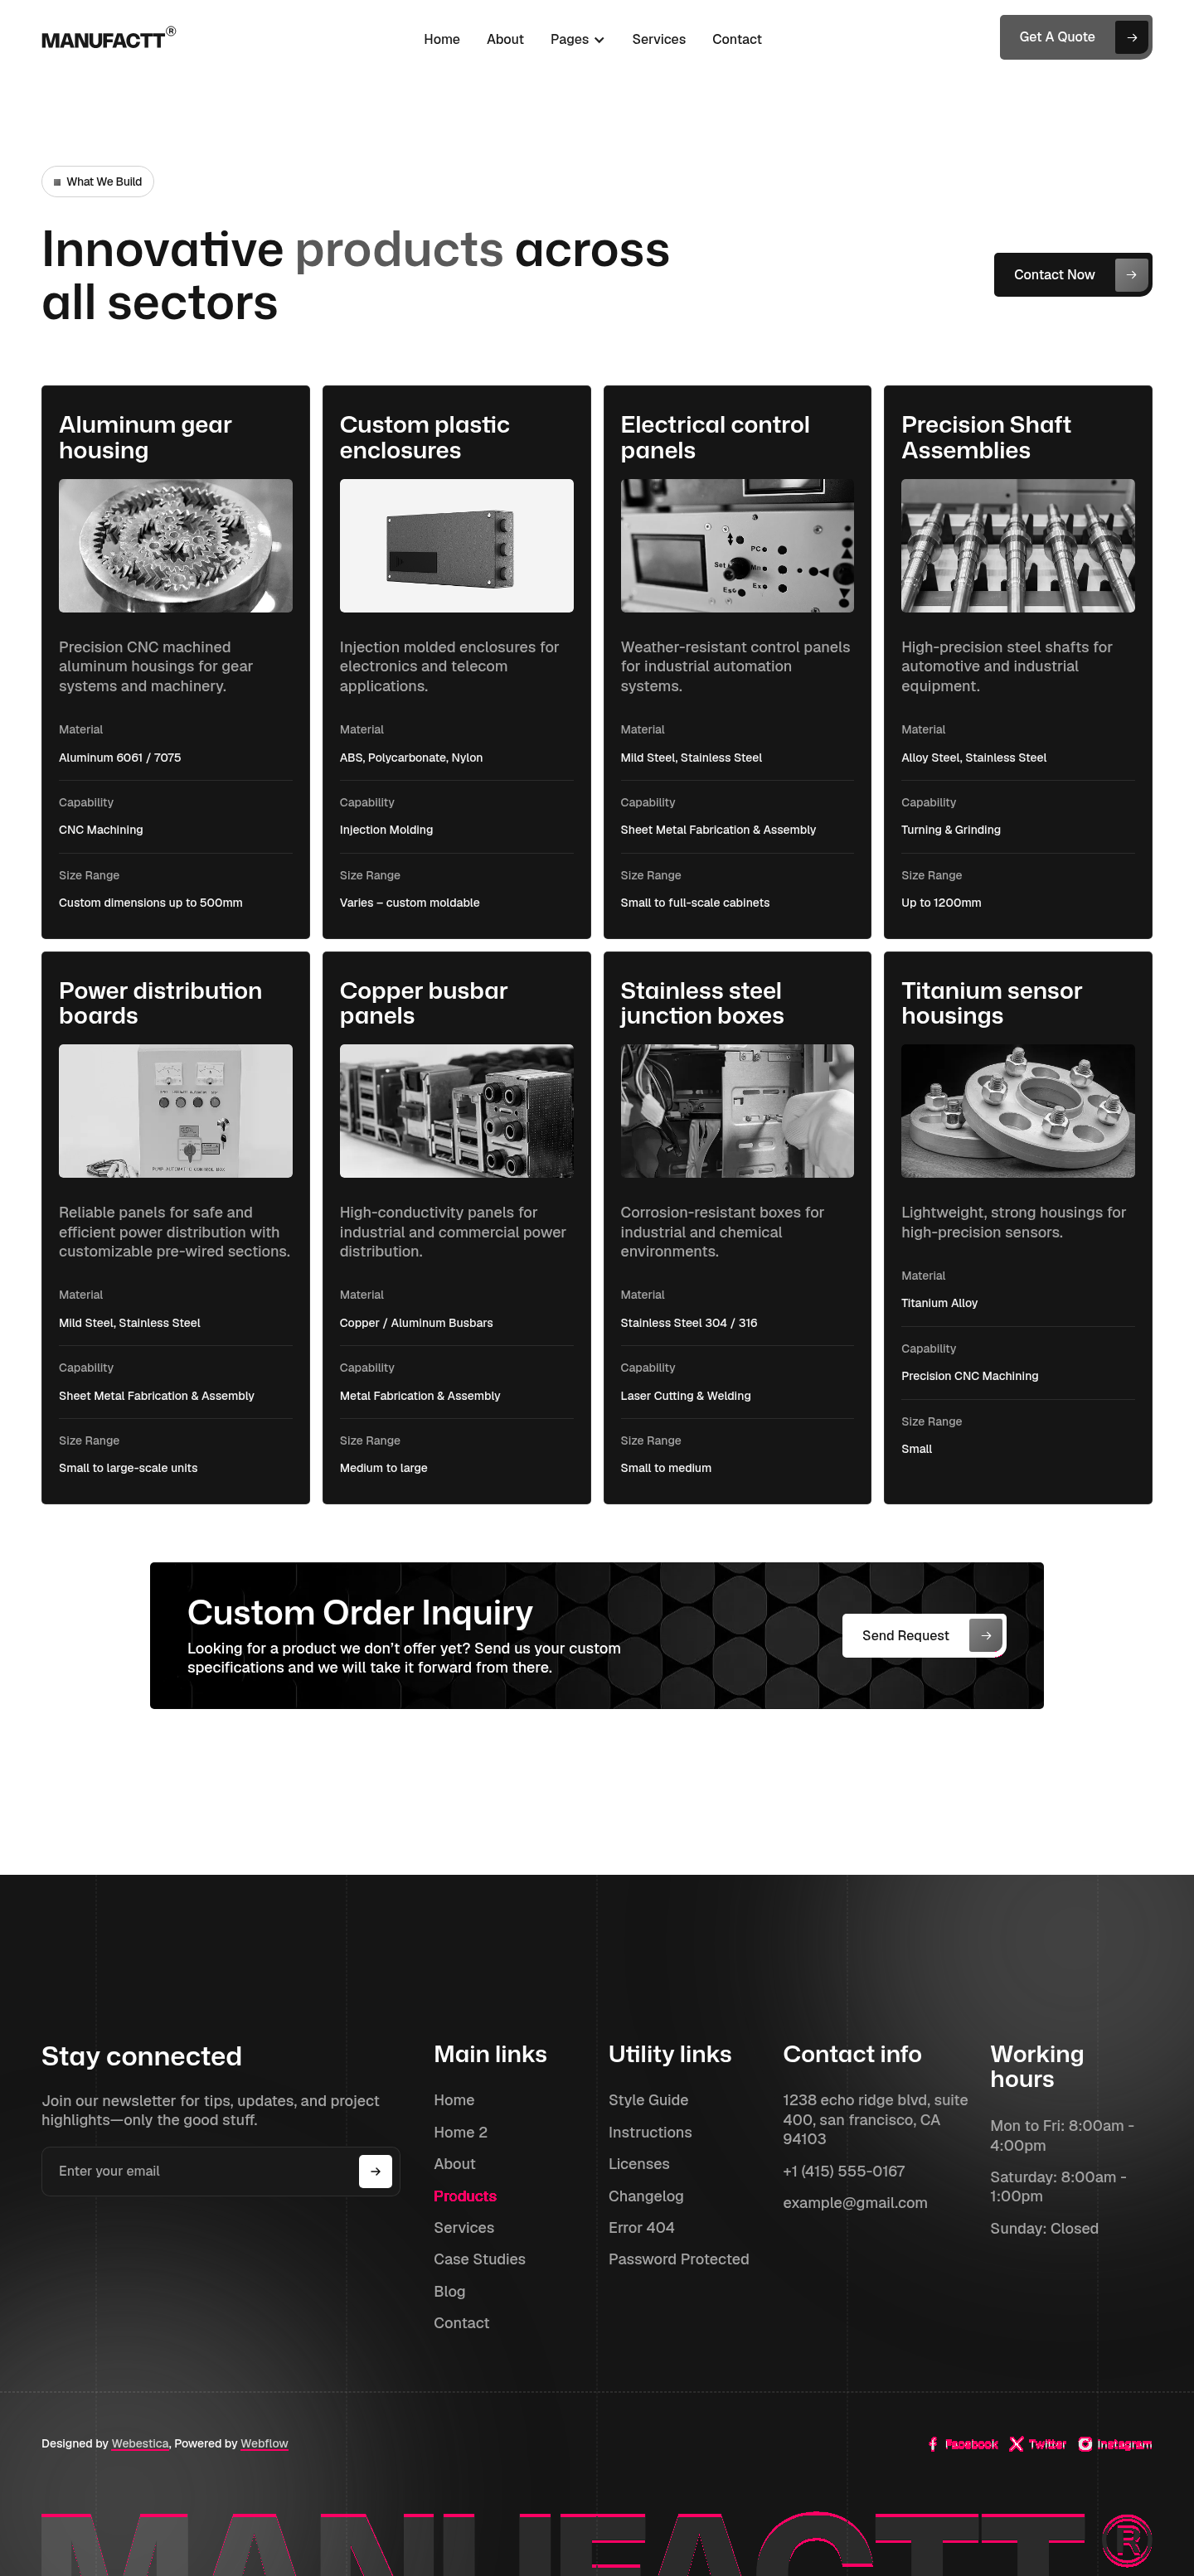 MANUFACTT®
Home
About
Pages
Services
Contact
Get A Quote
What We Build
Innovative products across
all sectors
Contact Now
Aluminum gear
housing
Precision CNC machined
aluminum housings for gear
systems and machinery.
Material
Aluminum 6061 / 7075
Capability
CNC Machining
Size Range
Custom dimensions up to 500mm
Custom plastic
enclosures
Injection molded enclosures for
electronics and telecom
applications.
Material
ABS, Polycarbonate, Nylon
Capability
Injection Molding
Size Range
Varies – custom moldable
Electrical control
panels
PC
Set
Esc
Ex
Weather-resistant control panels
for industrial automation
systems.
Material
Mild Steel, Stainless Steel
Capability
Sheet Metal Fabrication & Assembly
Size Range
Small to full-scale cabinets
Precision Shaft
Assemblies
High-precision steel shafts for
automotive and industrial
equipment.
Material
Alloy Steel, Stainless Steel
Capability
Turning & Grinding
Size Range
Up to 1200mm
Power distribution
boards
Reliable panels for safe and
efficient power distribution with
customizable pre-wired sections.
Material
Mild Steel, Stainless Steel
Capability
Sheet Metal Fabrication & Assembly
Size Range
Small to large-scale units
Copper busbar
panels
High-conductivity panels for
industrial and commercial power
distribution.
Material
Copper / Aluminum Busbars
Capability
Metal Fabrication & Assembly
Size Range
Medium to large
Stainless steel
junction boxes
Corrosion-resistant boxes for
industrial and chemical
environments.
Material
Stainless Steel 304 / 316
Capability
Laser Cutting & Welding
Size Range
Small to medium
Titanium sensor
housings
Lightweight, strong housings for
high-precision sensors.
Material
Titanium Alloy
Capability
Precision CNC Machining
Size Range
Small
Custom Order Inquiry
Looking for a product we don’t offer yet? Send us your custom
specifications and we will take it forward from there.
Send Request
Stay connected
Join our newsletter for tips, updates, and project
highlights—only the good stuff.
Enter your email
Main links
Home
Home 2
About
Products
Services
Case Studies
Blog
Contact
Utility links
Style Guide
Instructions
Licenses
Changelog
Error 404
Password Protected
Contact info
1238 echo ridge blvd, suite
400, san francisco, CA
94103
+1 (415) 555-0167
example@gmail.com
Working
hours
Mon to Fri: 8:00am -
4:00pm
Saturday: 8:00am -
1:00pm
Sunday: Closed
Designed by Webestica, Powered by Webflow
Facebook
Twitter
Instagram
MANUFACTT®